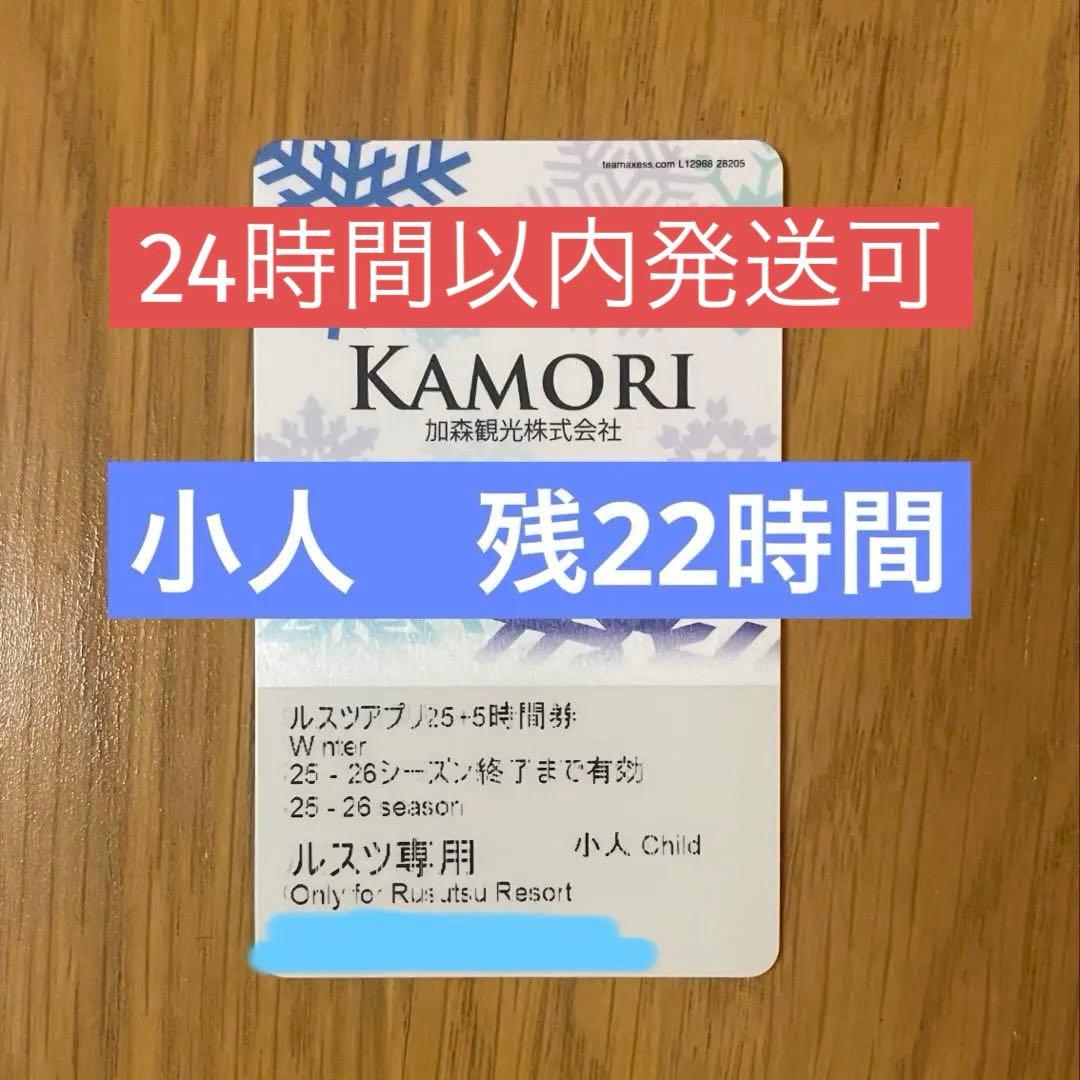 teamaxess.com L12968 28205
24時間以内発送可
KAMORI
加森観光株式会社
小人 残22時間
ルスツアプリ25+5時間券
Winter
25 - 26シーズン終了まで有効
25 - 26 season
小人 Child
ルスツ専用
Only for Rusutsu Resort